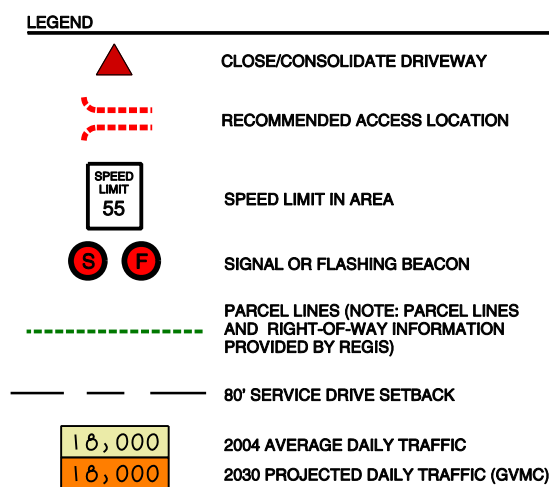 LEGEND
CLOSE/CONSOLIDATE DRIVEWAY
RECOMMENDED ACCESS LOCATION
SPEED
LIMIT
55
SPEED LIMIT IN AREA
S F
SIGNAL OR FLASHING BEACON
PARCEL LINES (NOTE: PARCEL LINES
AND RIGHT-OF-WAY INFORMATION
PROVIDED BY REGIS)
80' SERVICE DRIVE SETBACK
18,000
2004 AVERAGE DAILY TRAFFIC
18,000
2030 PROJECTED DAILY TRAFFIC (GVMC)